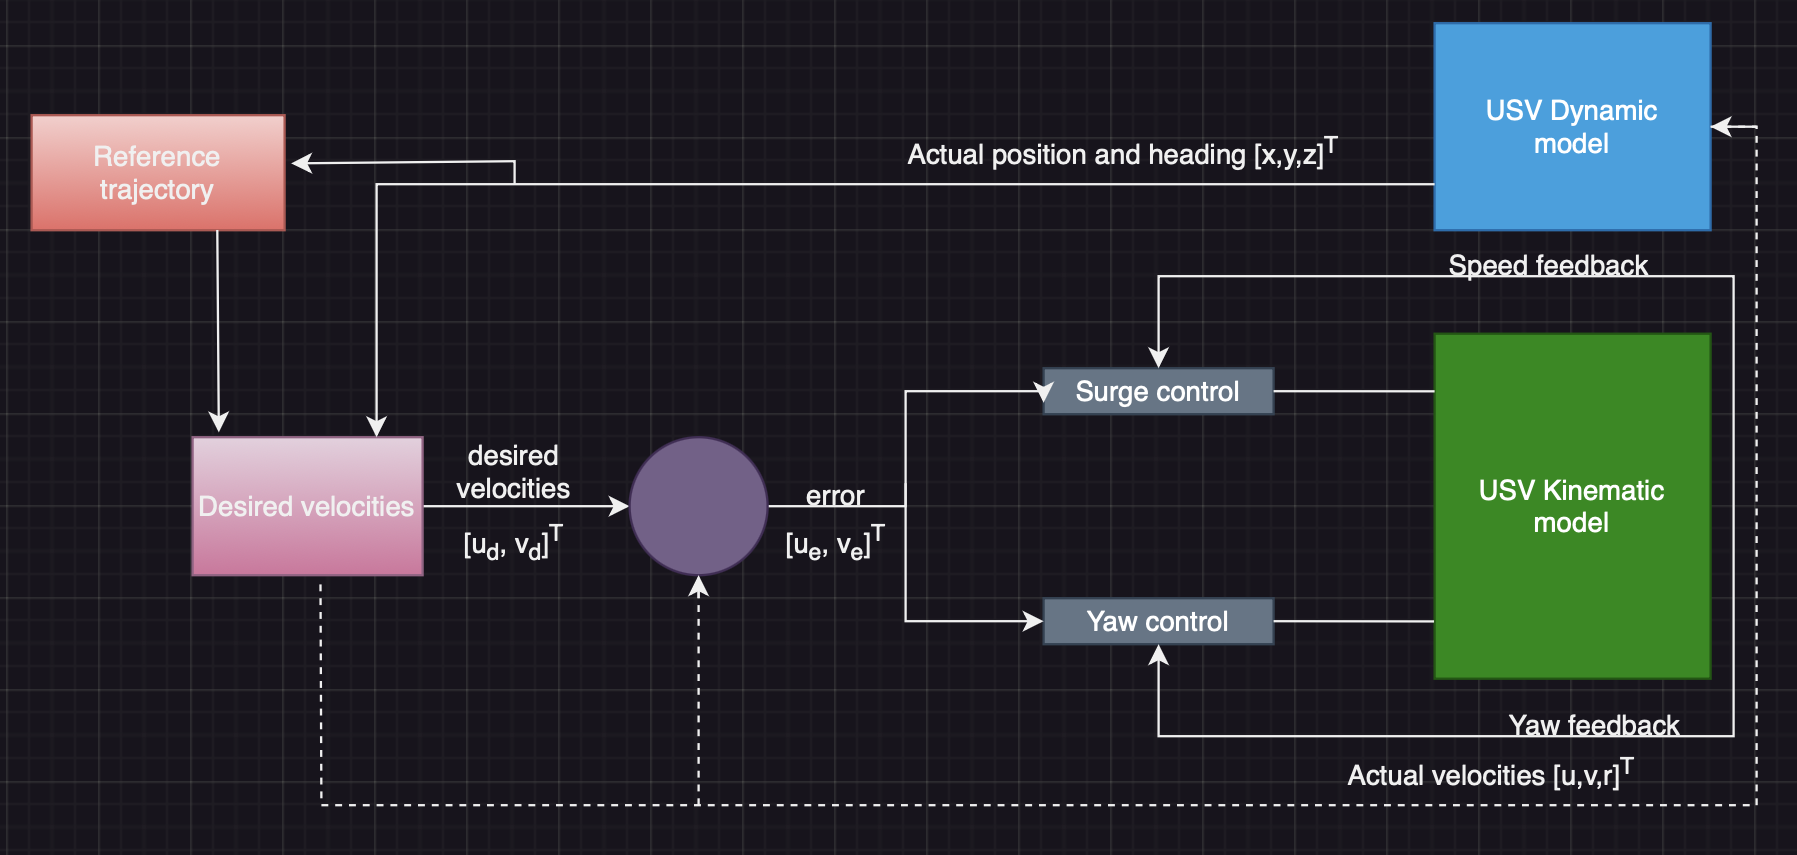 USV Dynamic
model
Actual position and heading [x,y,z]ᵀ
Reference
trajectory
Speed feedback
Surge control
desired
velocities
Desired velocities
[u_d, v_d]ᵀ
error
[u_e, v_e]ᵀ
USV Kinematic
model
Yaw control
Yaw feedback
Actual velocities [u,v,r]ᵀ